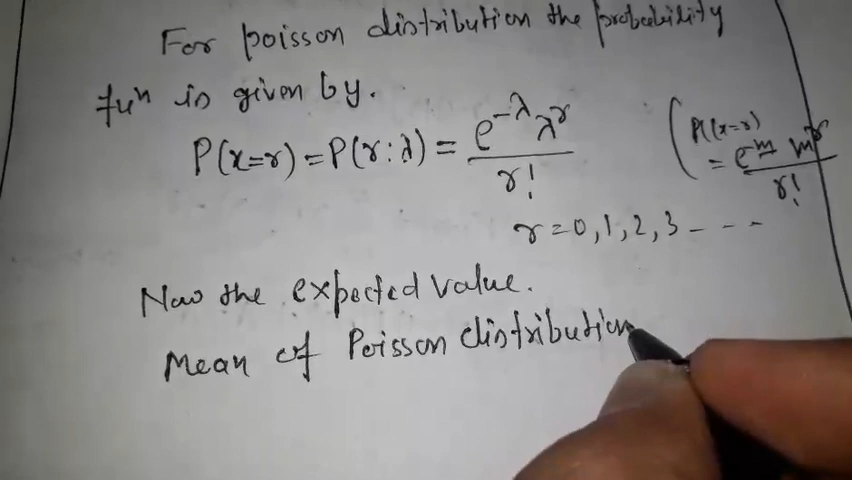 For poisson distribution the probability
fuⁿ is given by.
P(x=r) = P(r:λ) = e^-λ λ^r / r! ( P((x=r) = e^-m m^r / r!
r = 0, 1, 2, 3 - - - -
Now the expected value.
Mean of Poisson distribution